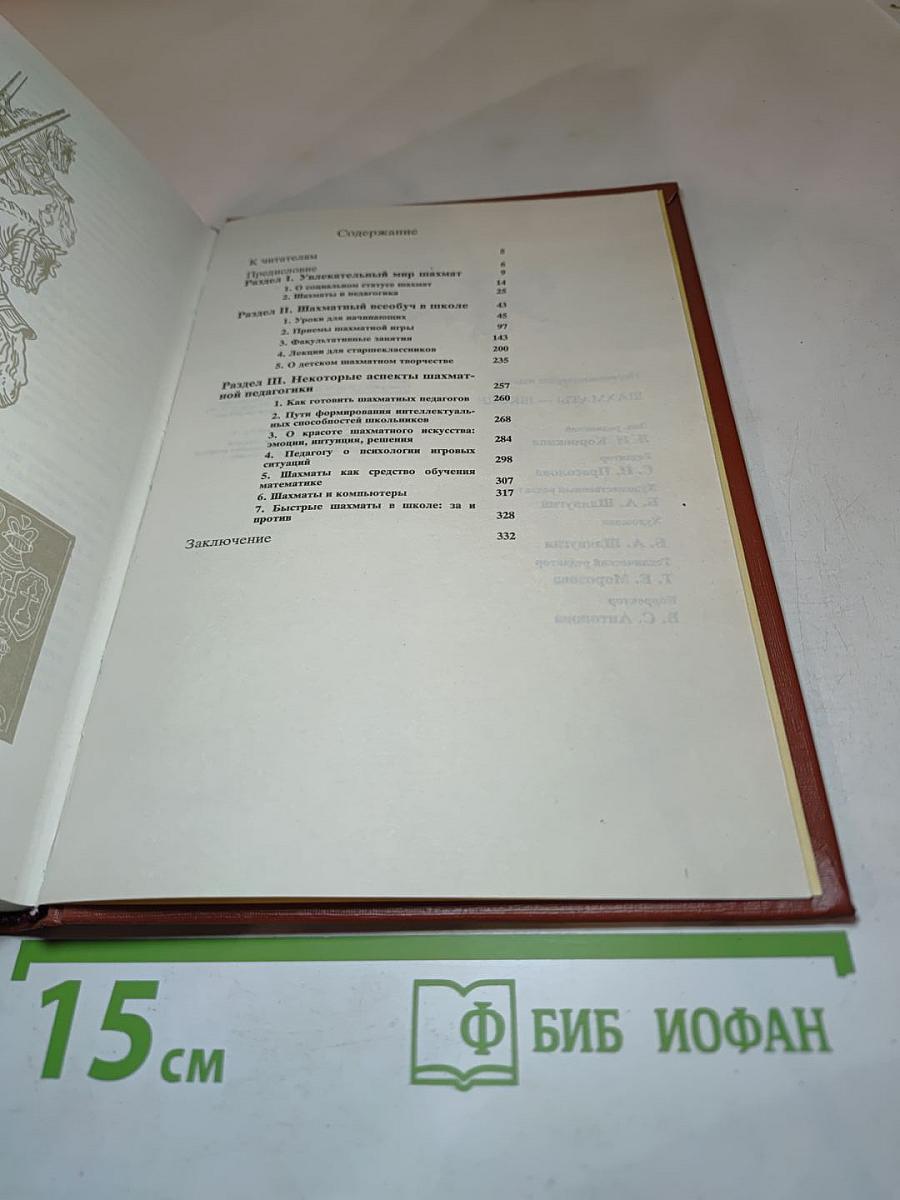 Содержание
К читателям 5
Предисловие 6
Раздел I. Увлекательный мир шахмат 9
1. О социальном статусе шахмат 14
2. Шахматы и педагогика 25
Раздел II. Шахматный всеобуч в школе 43
1. Уроки для начинающих 45
2. Приемы шахматной игры 97
3. Факультативные занятия 143
4. Лекции для старшеклассников 200
5. О детском шахматном творчестве 235
Раздел III. Некоторые аспекты шахмат-
ной педагогики 257
1. Как готовить шахматных педагогов 260
2. Пути формирования интеллектуаль-
ных способностей школьников 268
3. О красоте шахматного искусства:
эмоции, интуиция, решения 284
4. Педагогу о психологии игровых
ситуаций 298
5. Шахматы как средство обучения
математике 307
6. Шахматы и компьютеры 317
7. Быстрые шахматы в школе: за и
против 328
Заключение 332
15 см
Ф БИБ ИОФАН